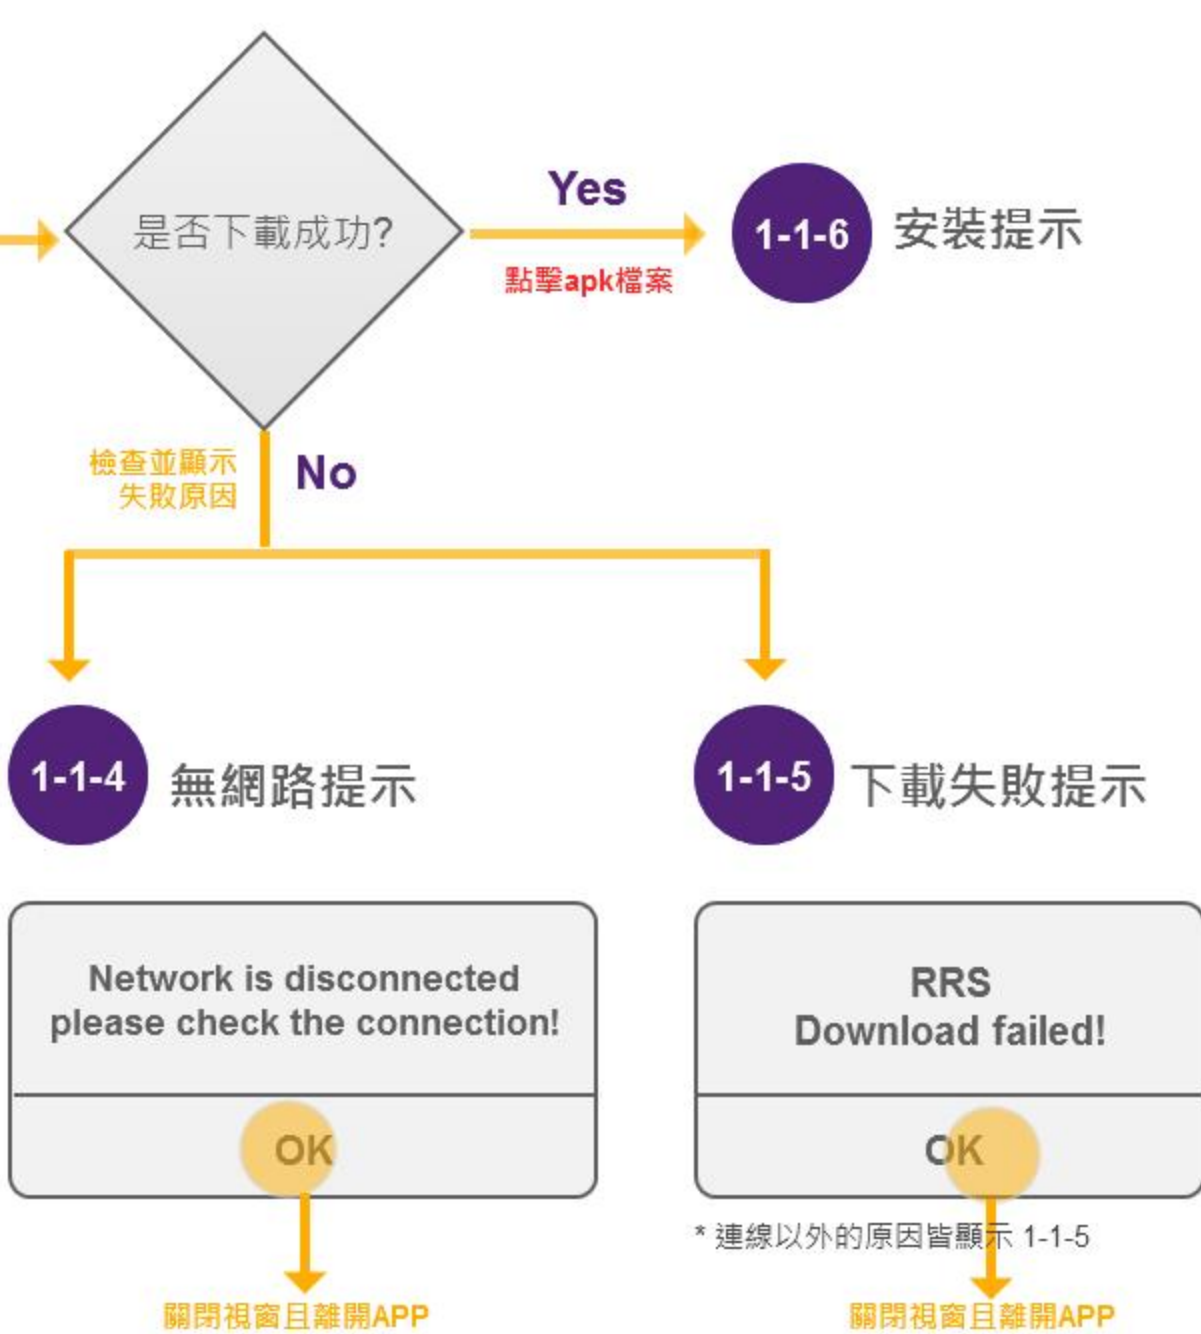 是否下載成功?
Yes
點擊apk檔案
1-1-6
安裝提示
檢查並顯示
失敗原因
No
1-1-4
無網路提示
1-1-5
下載失敗提示
Network is disconnected
please check the connection!
OK
關閉視窗且離開APP
RRS
Download failed!
OK
* 連線以外的原因皆顯示 1-1-5
關閉視窗且離開APP